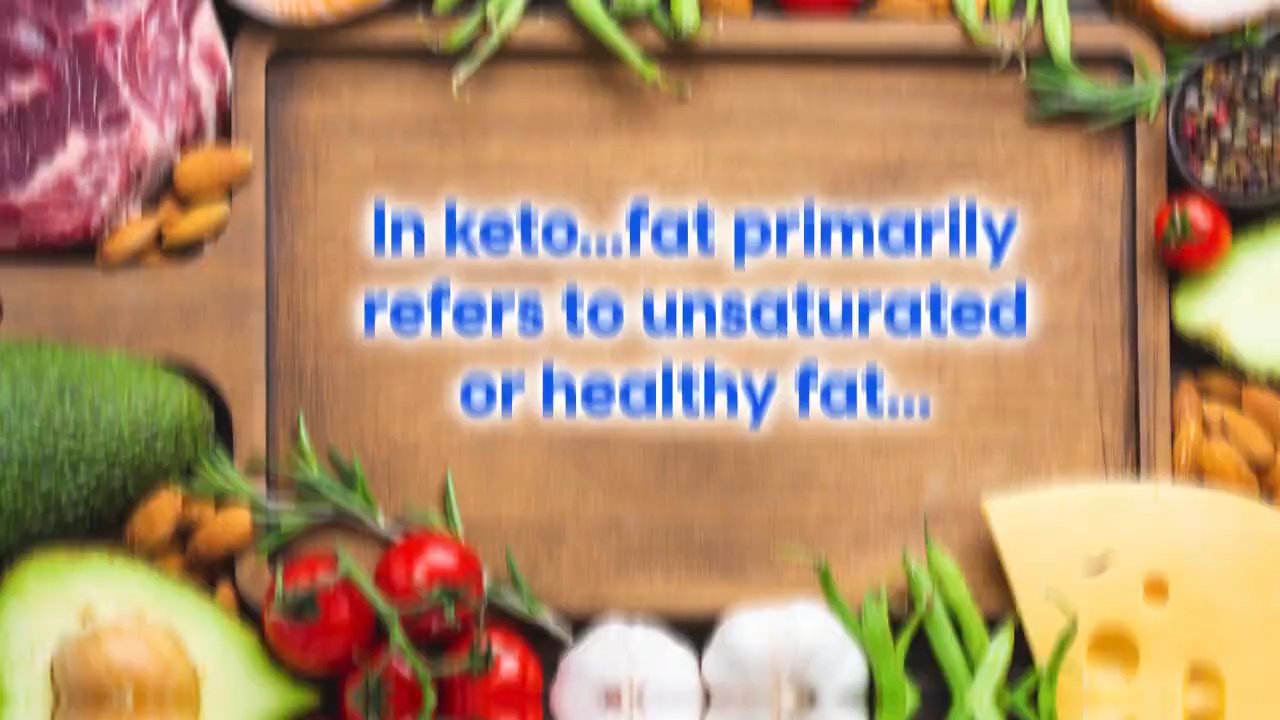 In keto...fat primarily
refers to unsaturated
or healthy fat...